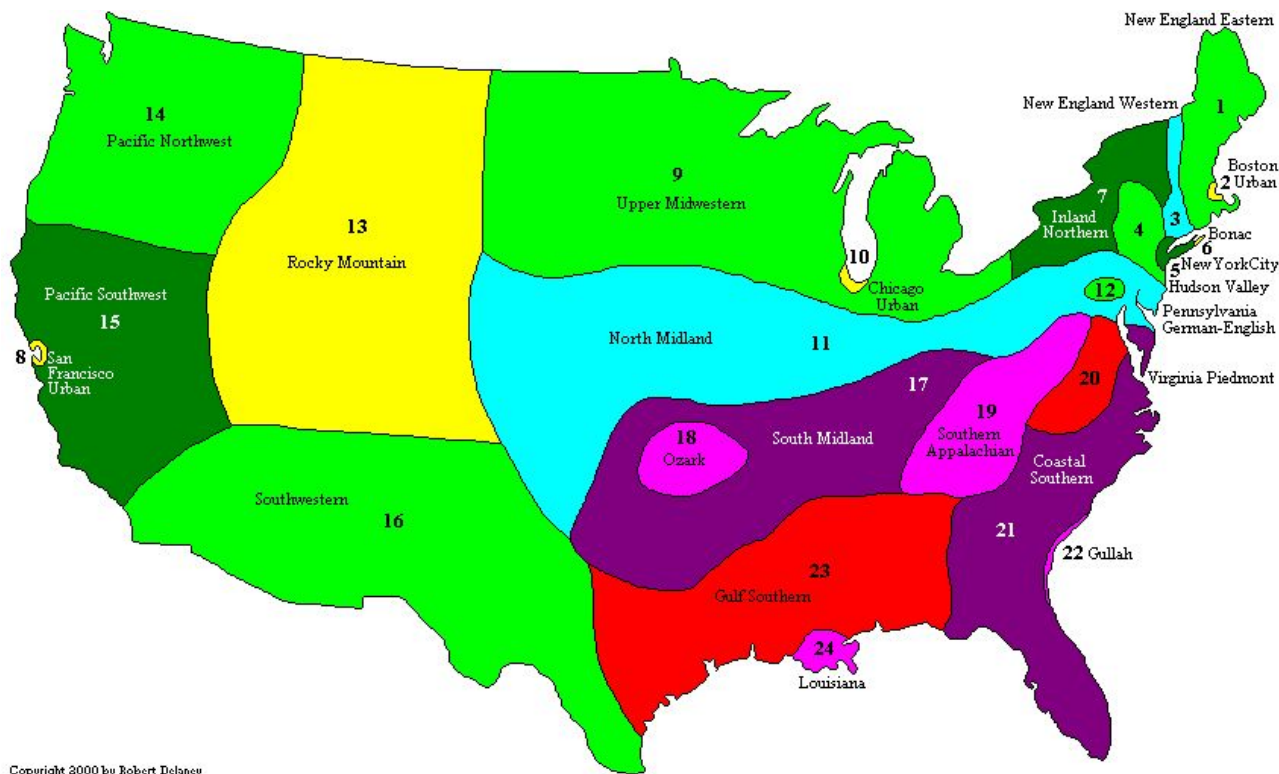 New England Eastern
1
New England Western
14
Pacific Northwest
Boston
2 Urban
9
Upper Midwestern
7
Inland
Northern
3
4
Bonac
6
13
Rocky Mountain
10
5
NewYorkCity
Hudson Valley
12
Chicago
Urban
Pacific Southwest
15
Pennsylvania
German-English
North Midland
11
8
San
Francisco
Urban
17
20
Virginia Piedmont
19
Southern
Appalachian
18
Ozark
South Midland
Coastal
Southern
Southwestern
16
21
22 Gullah
23
Gulf Southern
24
Louisiana
Copyright 2000 by Robert Delaney